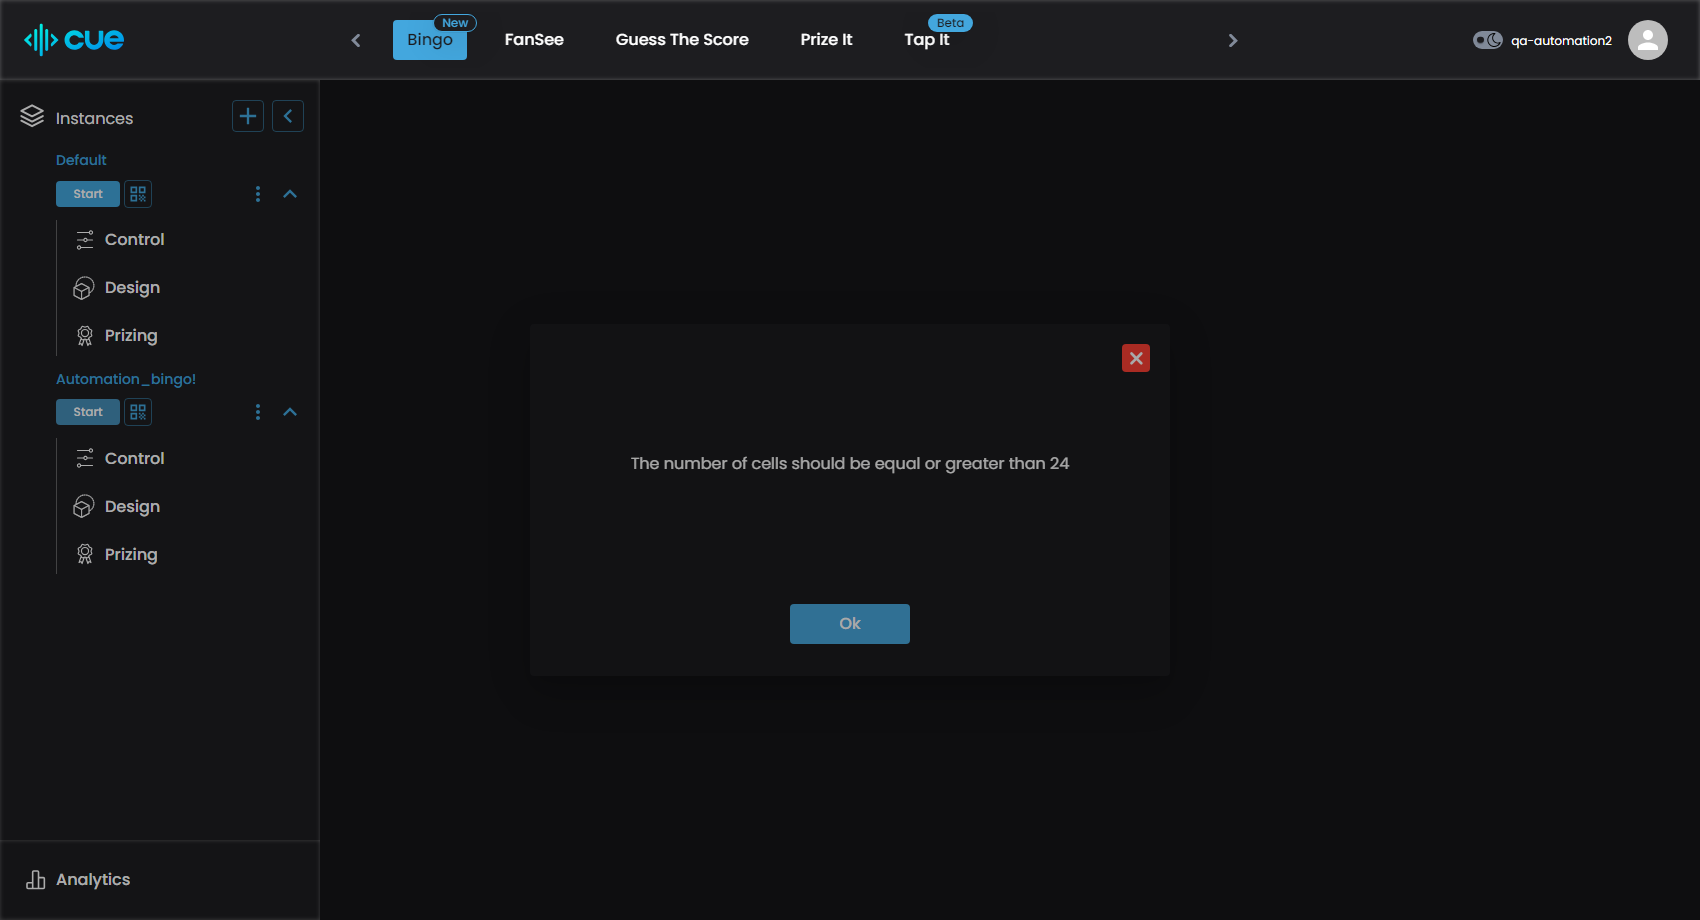 cue
Bingo
New
FanSee
Guess The Score
Prize It
Tap It
Beta
qa-automation2
Instances
Default
Start
Control
Design
Prizing
Automation_bingo!
Start
Control
Design
Prizing
The number of cells should be equal or greater than 24
Ok
Analytics